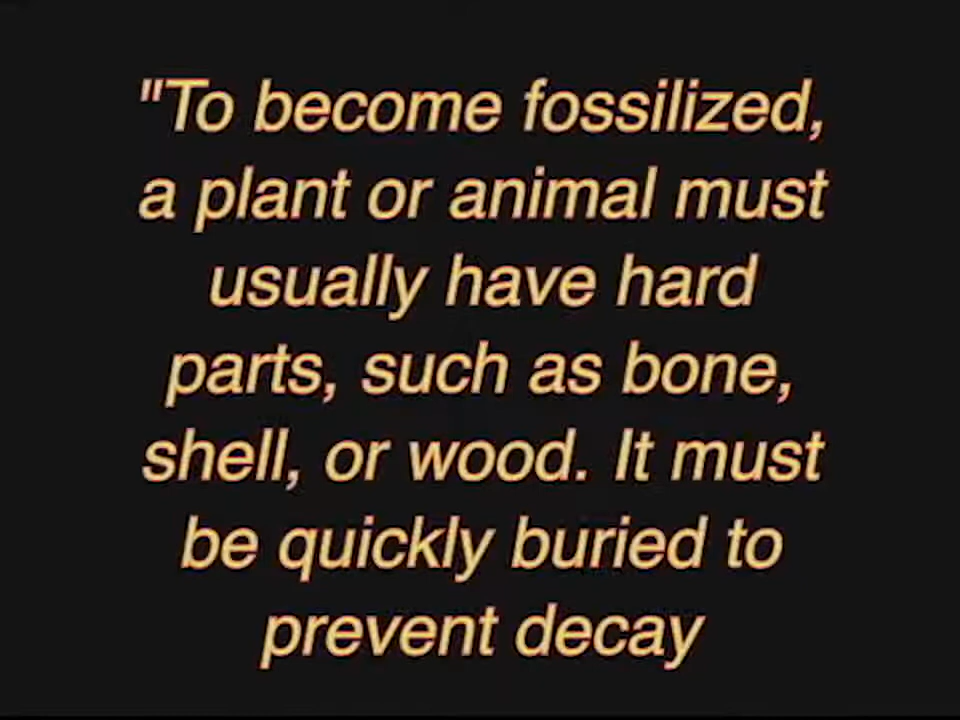 "To become fossilized,
a plant or animal must
usually have hard
parts, such as bone,
shell, or wood. It must
be quickly buried to
prevent decay